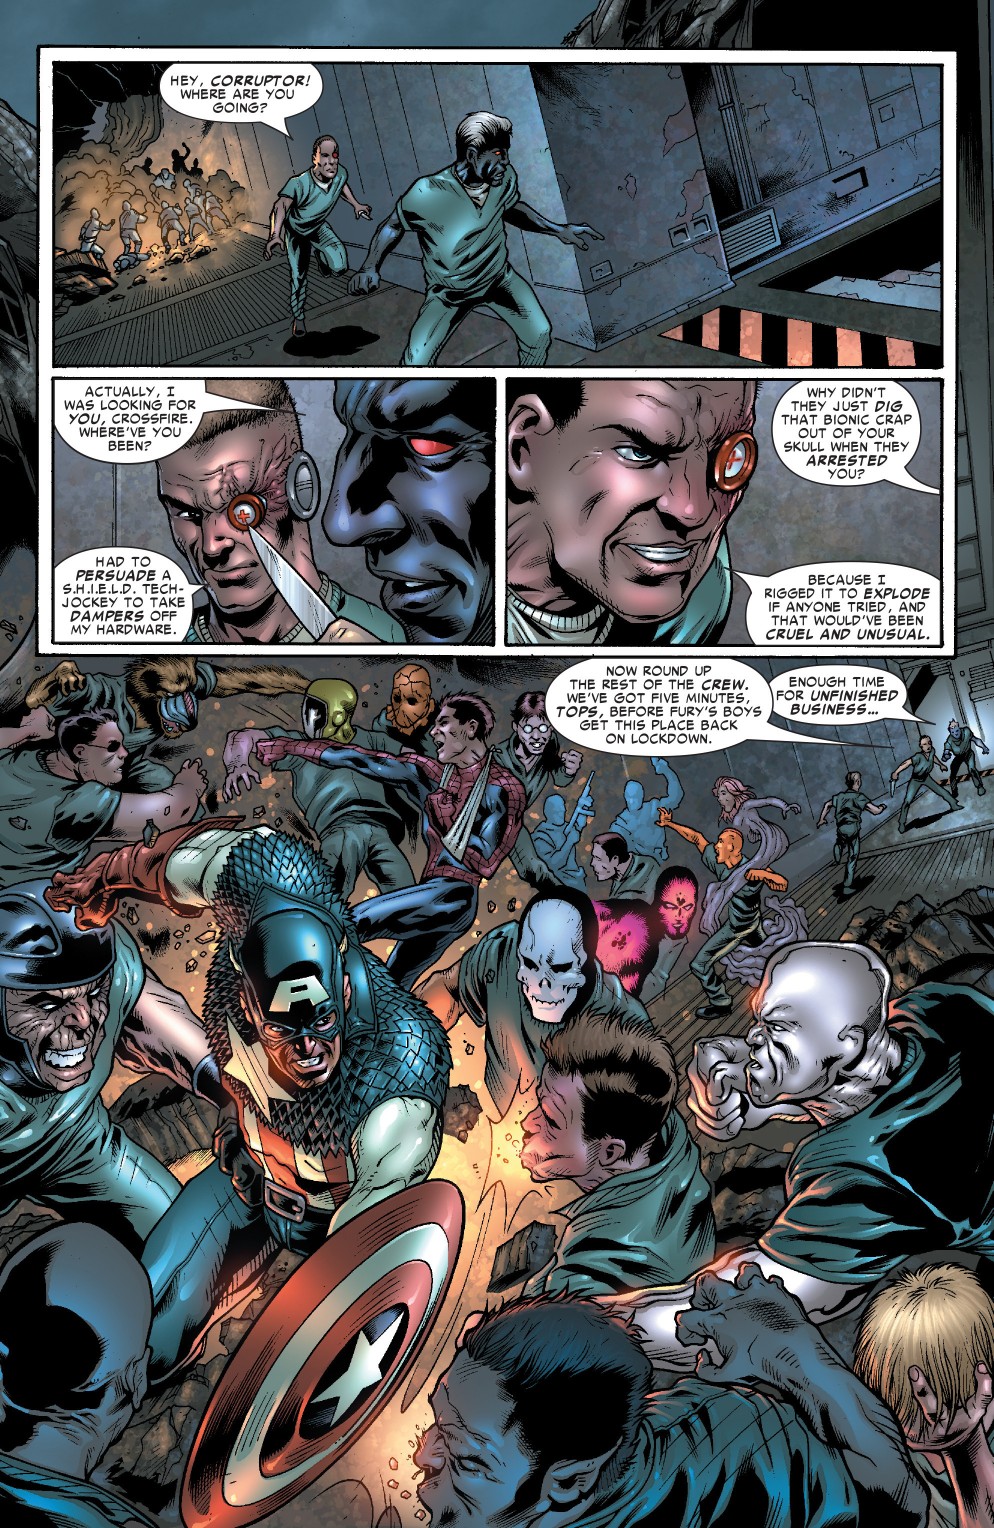 HEY, CORRUPTOR!
WHERE ARE YOU
GOING?
ACTUALLY, I
WAS LOOKING FOR
YOU, CROSSFIRE.
WHERE'VE YOU
BEEN?
HAD TO
PERSUADE A
S.H.I.E.L.D. TECH-
JOCKEY TO TAKE
DAMPERS OFF
MY HARDWARE.
WHY DIDN'T
THEY JUST DIG
THAT BIONIC CRAP
OUT OF YOUR
SKULL WHEN THEY
ARRESTED
YOU?
BECAUSE I
RIGGED IT TO EXPLODE
IF ANYONE TRIED, AND
THAT WOULD'VE BEEN
CRUEL AND UNUSUAL.
NOW ROUND UP
THE REST OF THE CREW.
WE'VE GOT FIVE MINUTES,
TOPS, BEFORE FURY'S BOYS
GET THIS PLACE BACK
ON LOCKDOWN.
ENOUGH TIME
FOR UNFINISHED
BUSINESS...
A